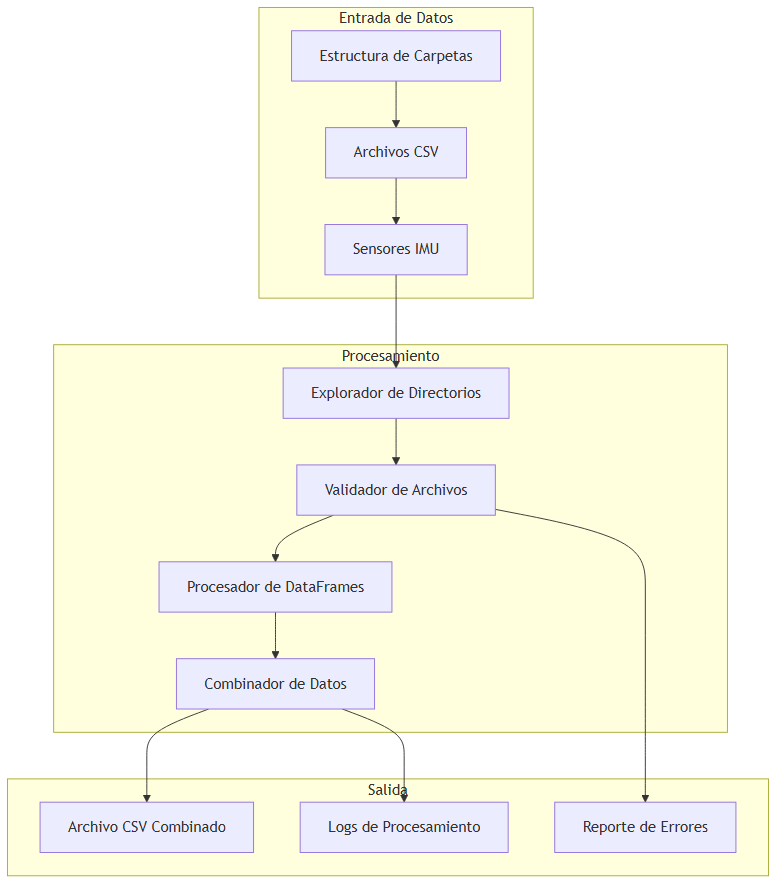 Entrada de Datos
Estructura de Carpetas
Archivos CSV
Sensores IMU
Procesamiento
Explorador de Directorios
Validador de Archivos
Procesador de DataFrames
Combinador de Datos
Salida
Archivo CSV Combinado
Logs de Procesamiento
Reporte de Errores